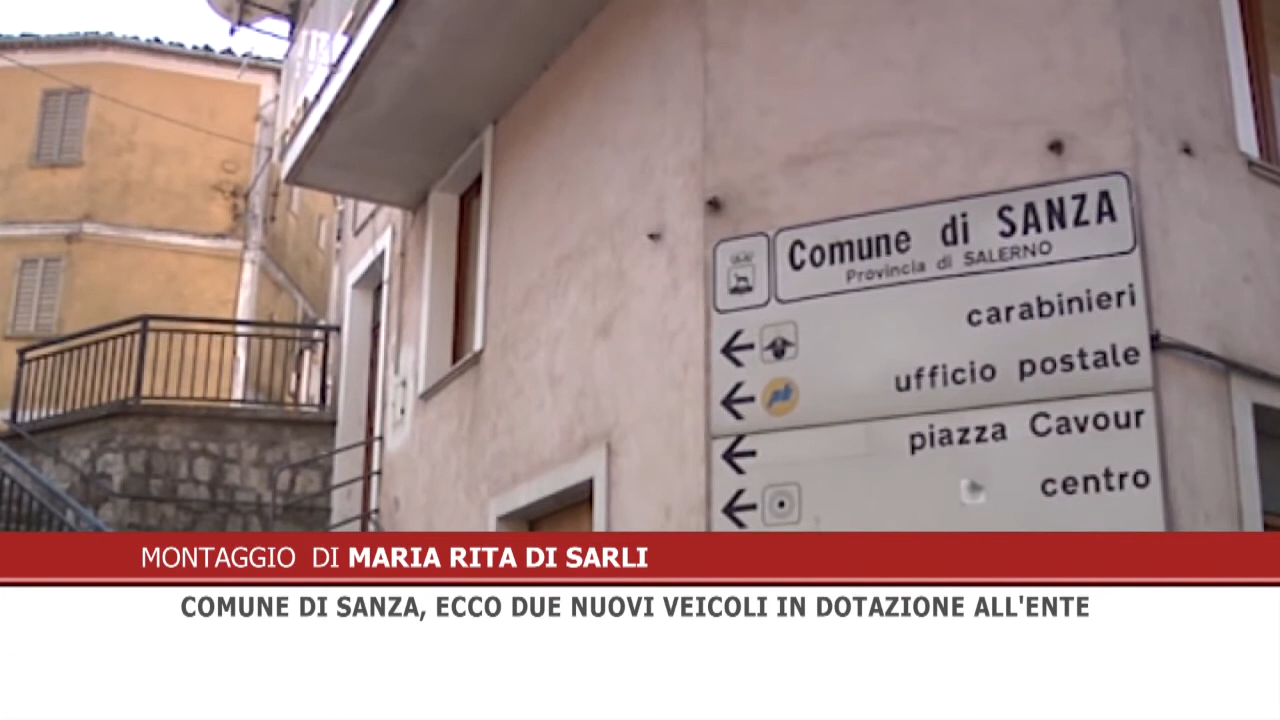 Comune di SANZA
Provincia di SALERNO
carabinieri
ufficio postale
piazza Cavour
centro
MONTAGGIO DI MARIA RITA DI SARLI
COMUNE DI SANZA, ECCO DUE NUOVI VEICOLI IN DOTAZIONE ALL'ENTE